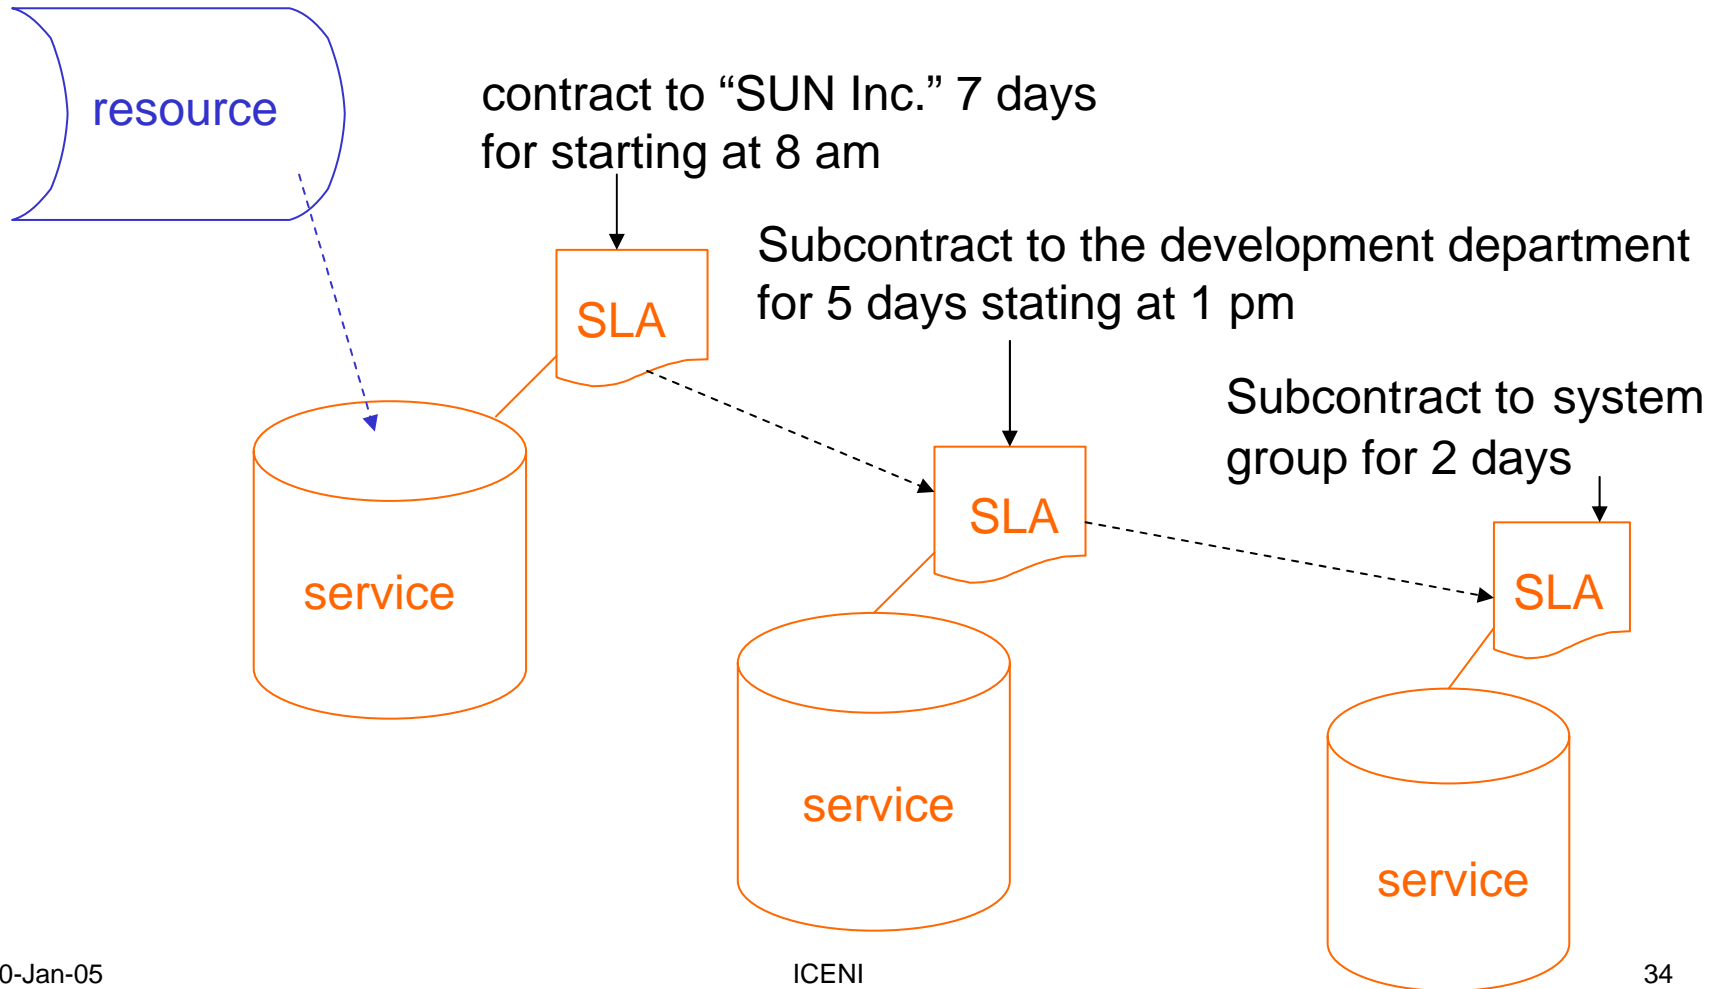 resource
contract to “SUN Inc.” 7 days
for starting at 8 am
Subcontract to the development department
for 5 days stating at 1 pm
SLA
Subcontract to system
group for 2 days
SLA
SLA
service
service
service
0-Jan-05
ICENI
34